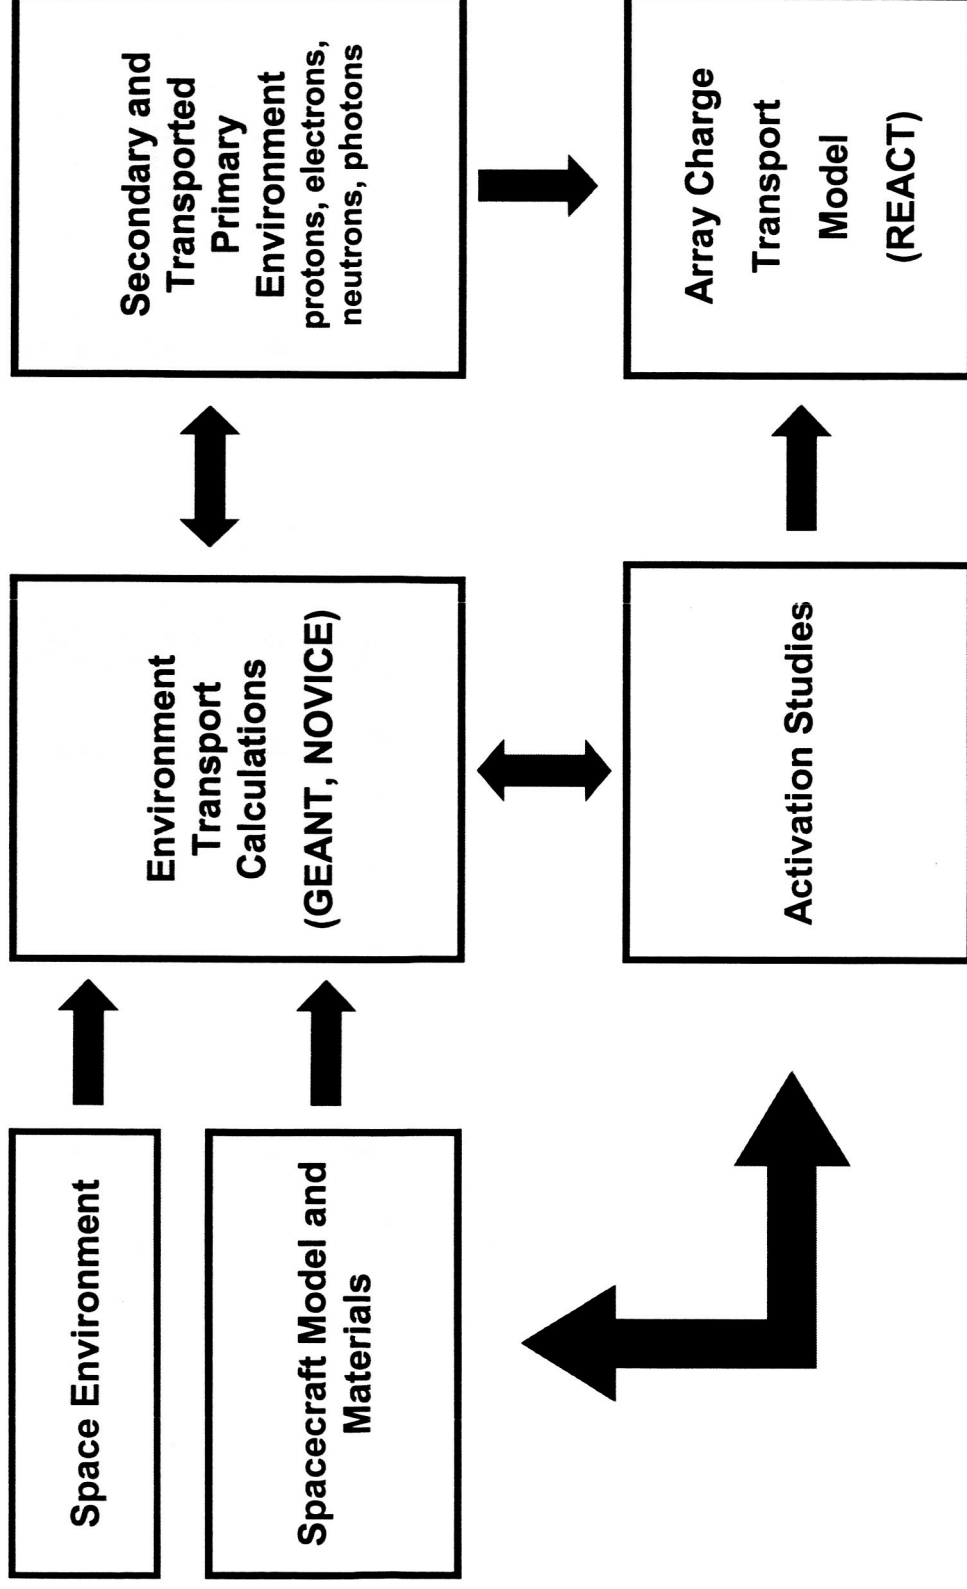 Space Environment
Spacecraft Model and
Materials
Environment
Transport
Calculations
(GEANT, NOVICE)
Secondary and
Transported
Primary
Environment
protons, electrons,
neutrons, photons
Activation Studies
Array Charge
Transport
Model
(REACT)